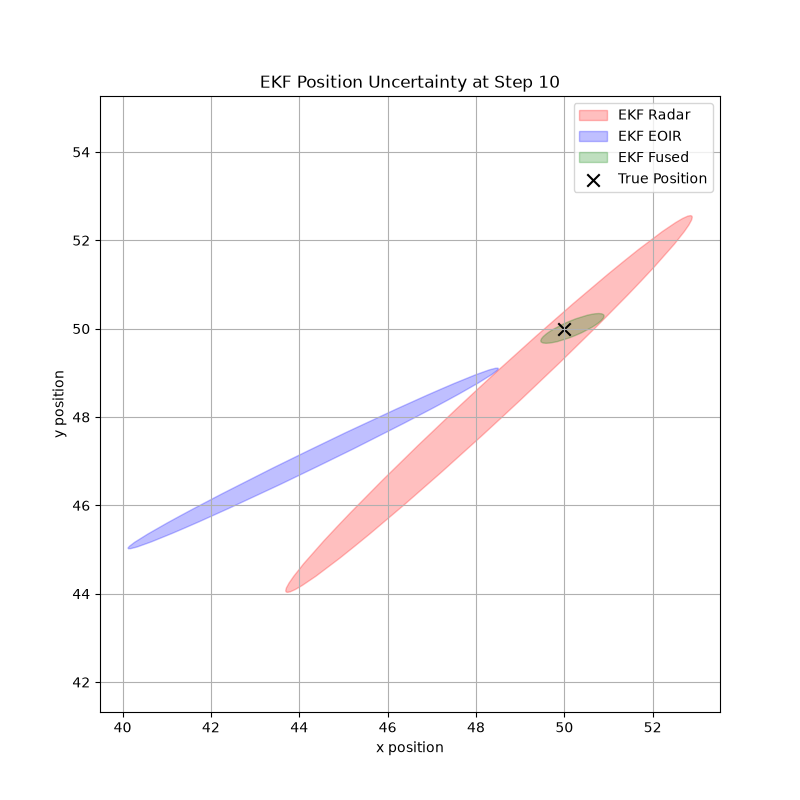 EKF Position Uncertainty at Step 10
EKF Radar
EKF EOIR
EKF Fused
True Position
54
52
50
48
46
44
42
y position
40 42 44 46 48 50 52
x position